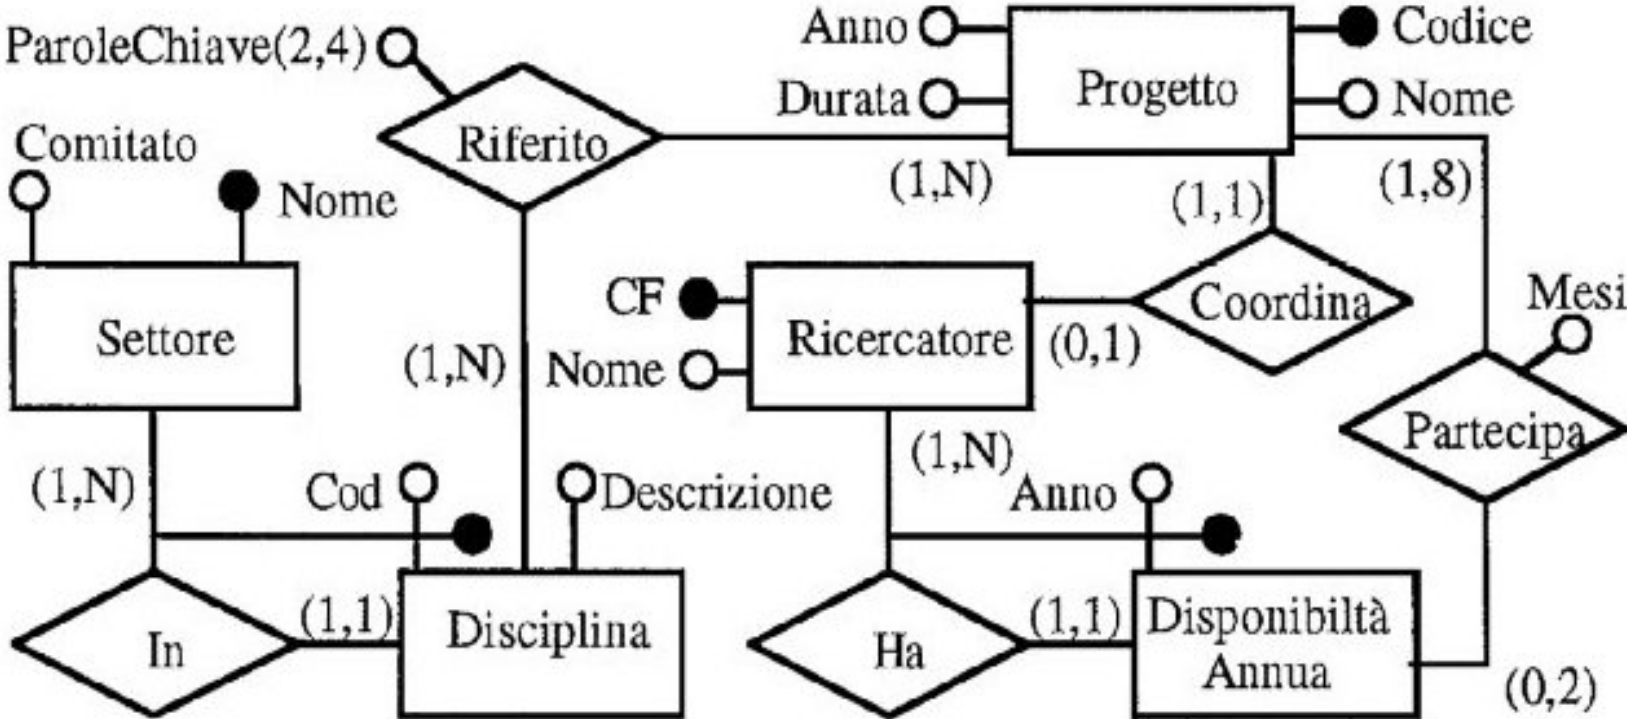 Anno
Codice
ParoleChiave(2,4)
Progetto
Durata
Nome
Comitato
Riferito
Nome
(1,N)
(1,1)
(1,8)
CF
Coordina
Mesi
Settore
Ricercatore
(1,N)
Nome
(0,1)
Partecipa
(1,N)
(1,N)
Cod
Descrizione
Anno
In
(1,1)
Disciplina
Ha
(1,1)
Disponibiltà
Annua
(0,2)